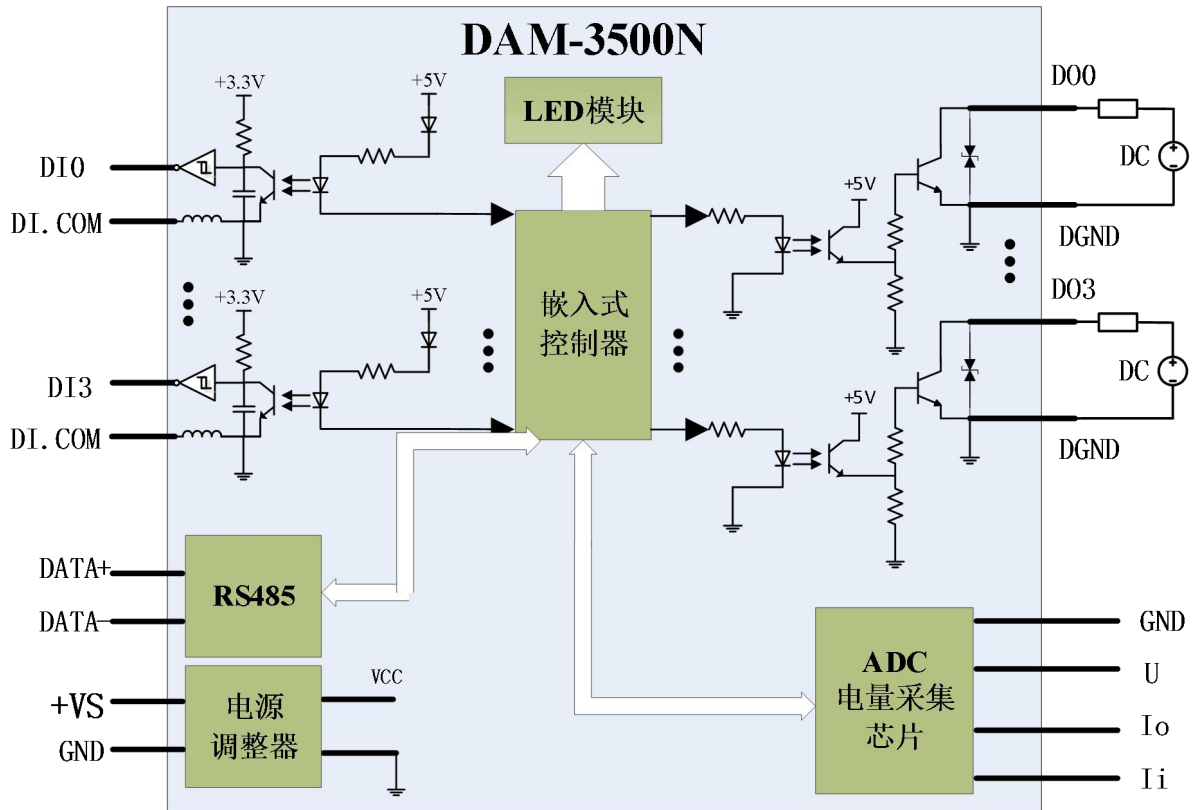 DAM-3500N
+3.3V
+5V
LED模块
DO0
DI0
DC
+5V
DI.COM
DGND
+3.3V
+5V
嵌入式
控制器
DO3
DI3
DC
+5V
DI.COM
DGND
DATA+
RS485
DATA-
GND
ADC
电量采集
芯片
U
VCC
+VS
电源
调整器
Io
GND
Ii